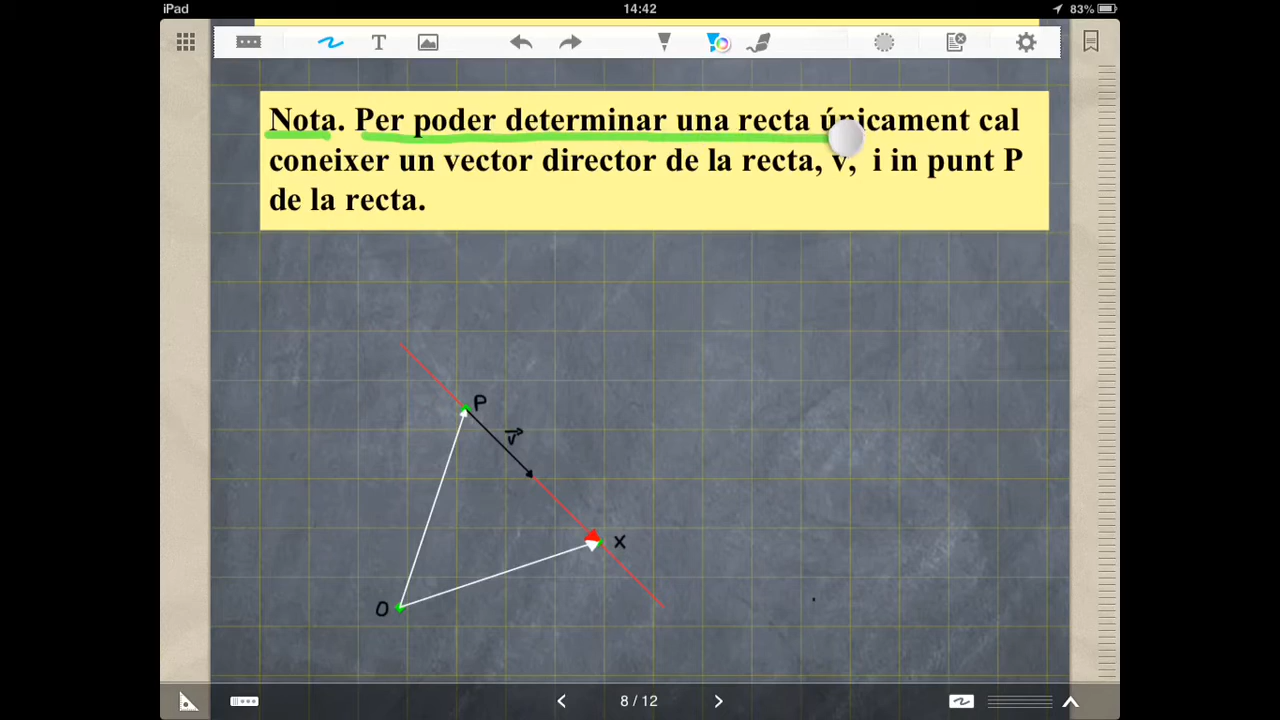 iPad
14:42
83%
T
Nota. Per poder determinar una recta únicament cal
coneixer un vector director de la recta, v, i in punt P
de la recta.
P
v
X
O
8 / 12